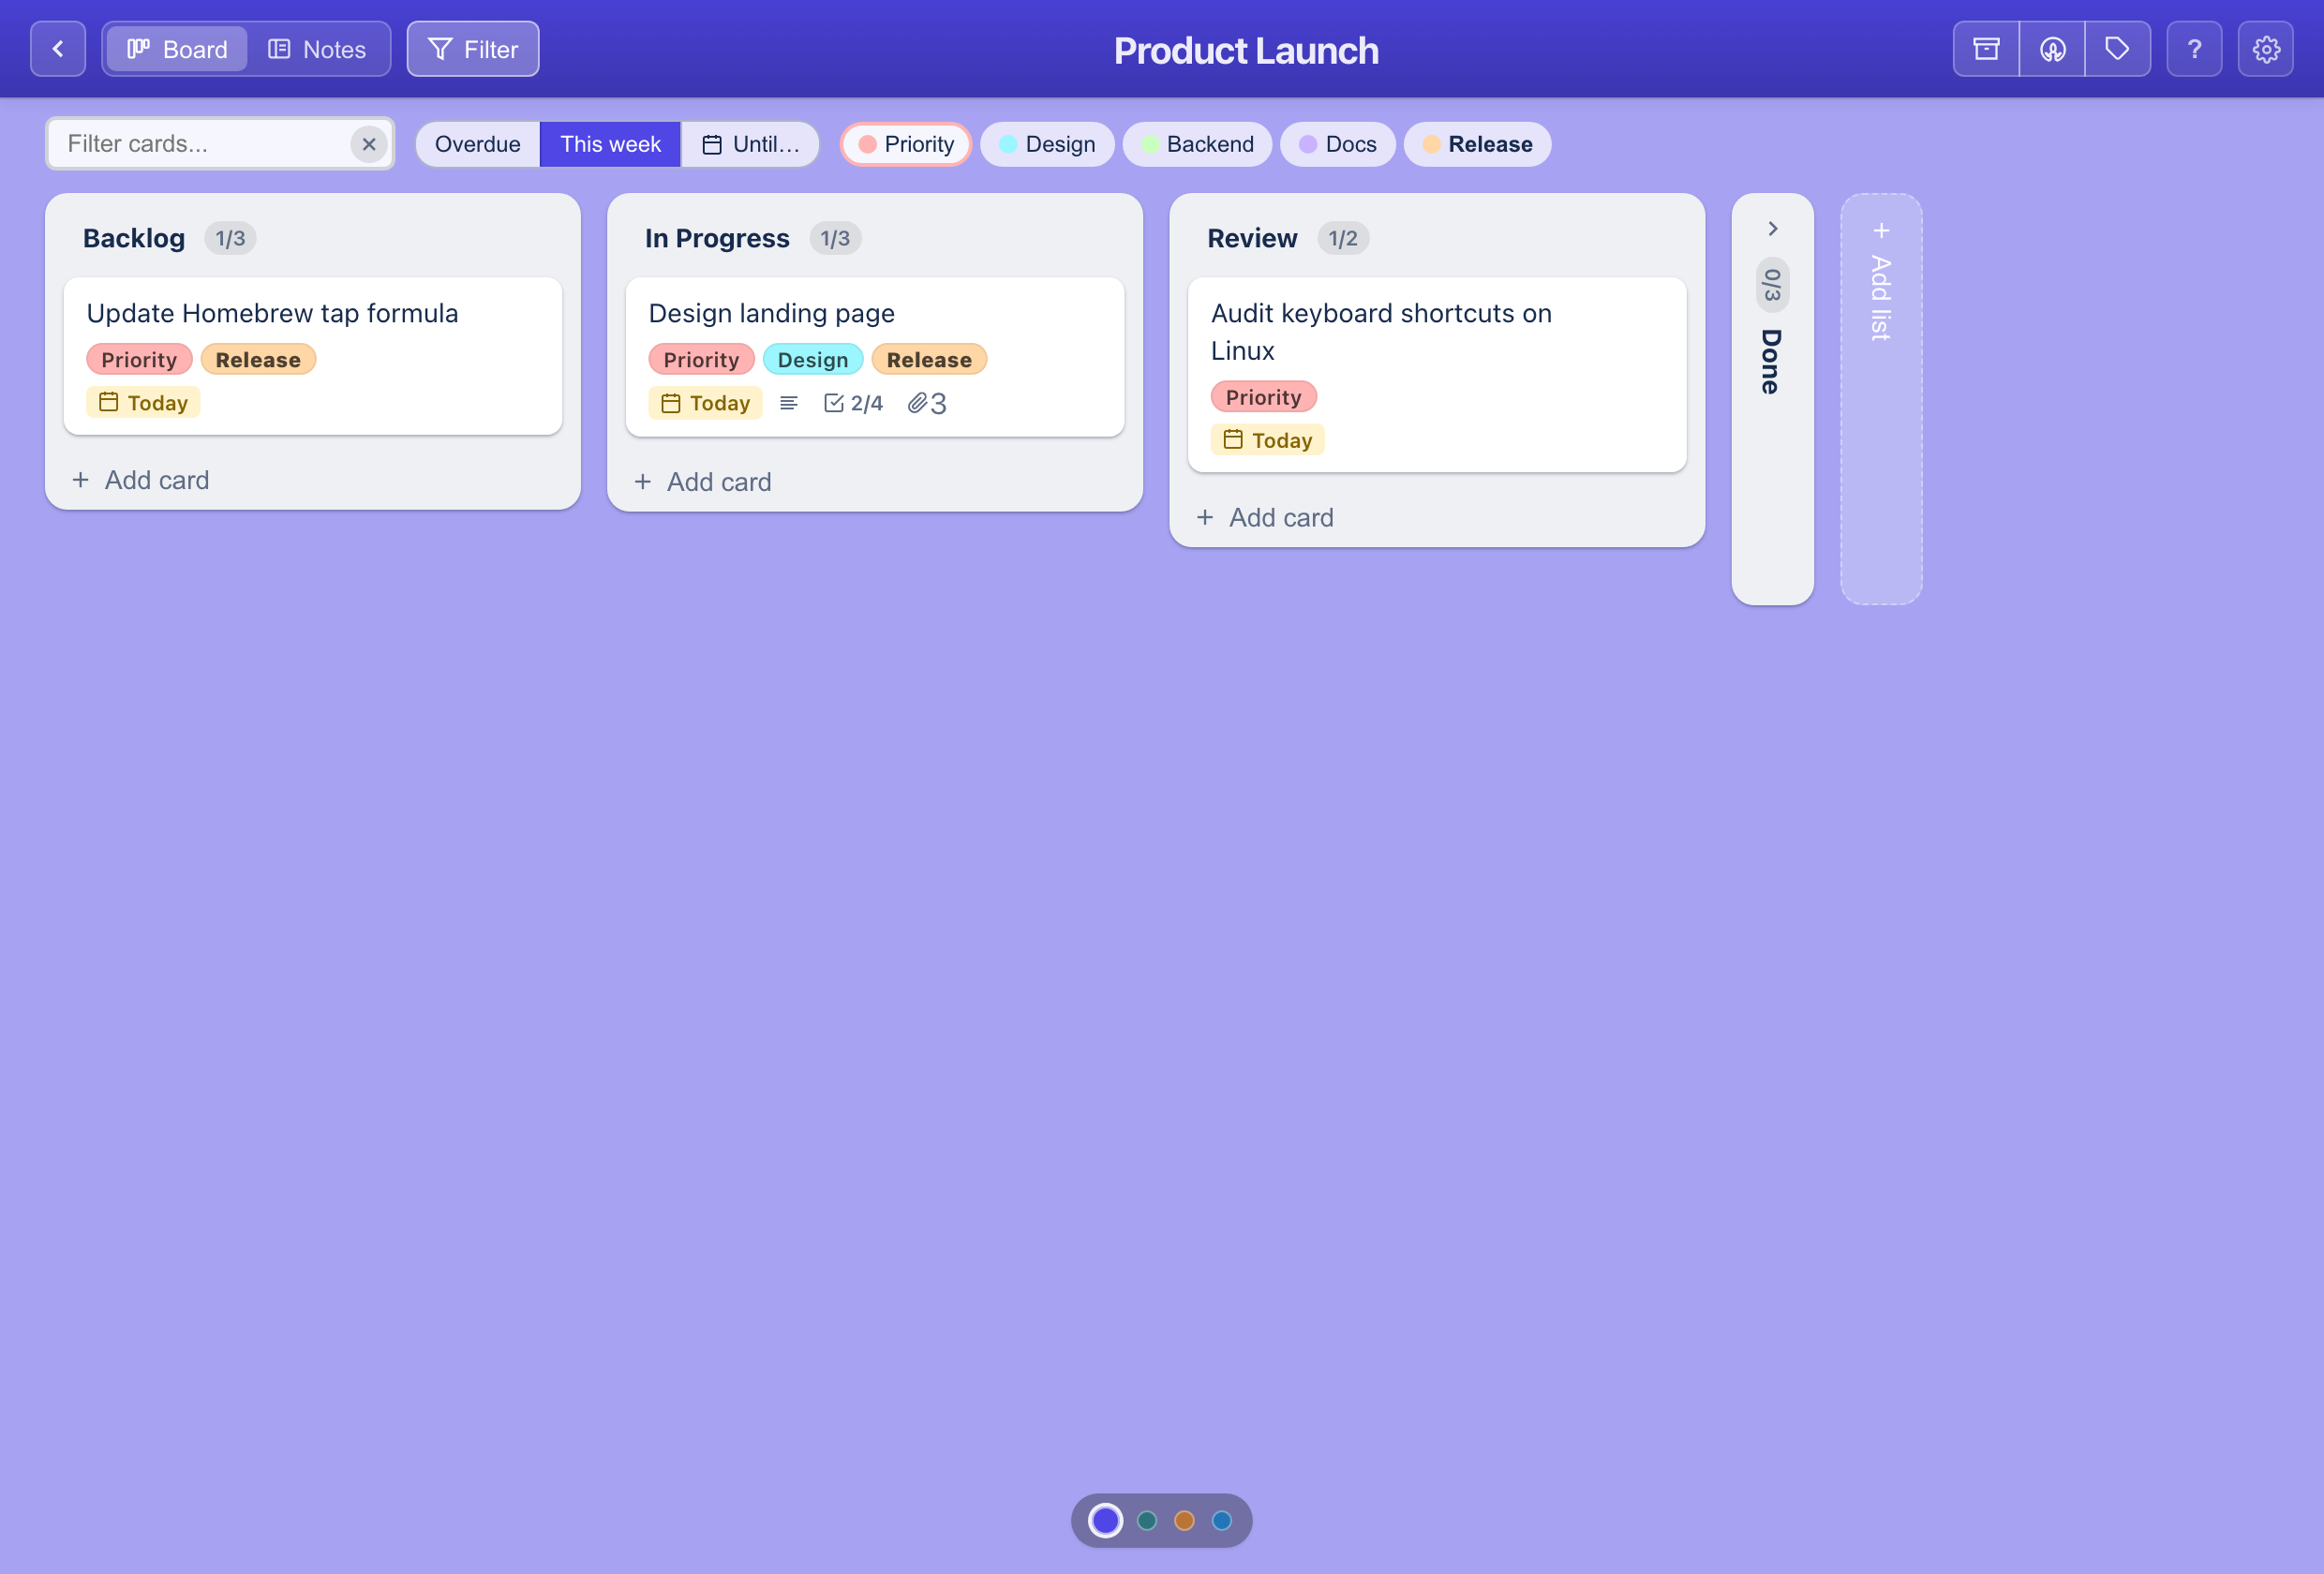 Board
Notes
Filter
Product Launch
?
Filter cards...
Overdue
This week
Until...
Priority
Design
Backend
Docs
Release
Backlog 1/3
Update Homebrew tap formula
Priority Release
Today
+ Add card
In Progress 1/3
Design landing page
Priority Design Release
Today 2/4 3
+ Add card
Review 1/2
Audit keyboard shortcuts on
Linux
Priority
Today
+ Add card
0/3 Done
+ Add list